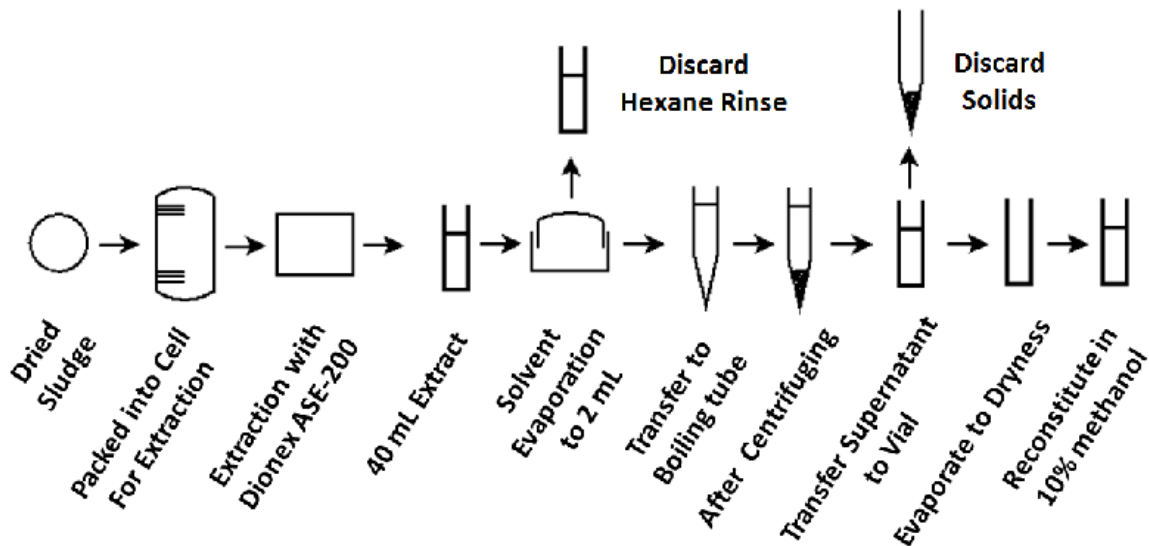 Discard
Hexane Rinse
Discard
Solids
Dried
Sludge
Packed into Cell
For Extraction
Extraction with
Dionex ASE-200
40 mL Extract
Solvent
Evaporation
to 2 mL
Transfer to
Boiling tube
After Centrifuging
Transfer Supernatant
to Vial
Evaporate to Dryness
Reconstitute in
10% methanol